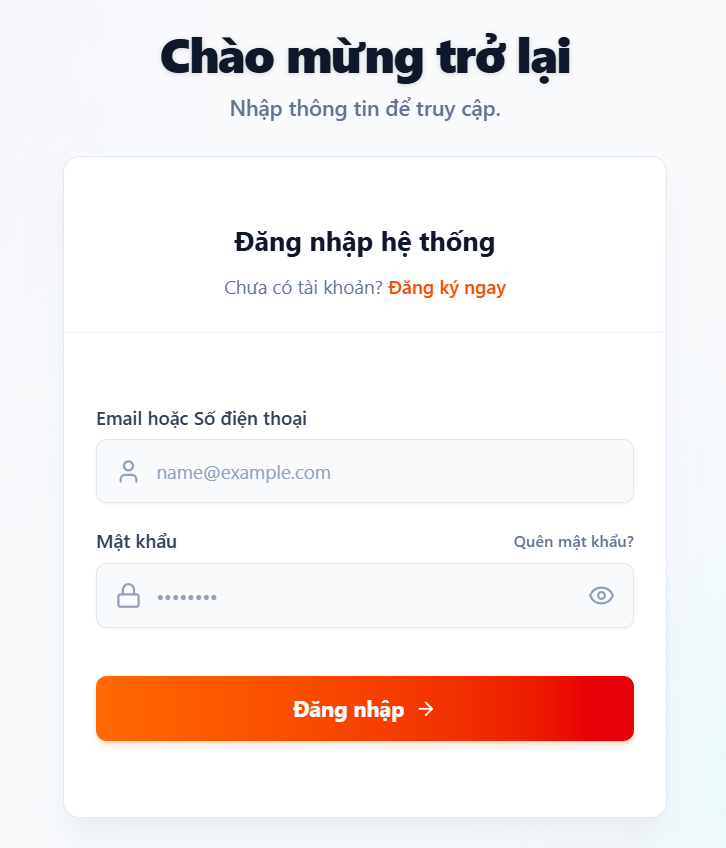 Chào mừng trở lại
Nhập thông tin để truy cập.
Đăng nhập hệ thống
Chưa có tài khoản? Đăng ký ngay
Email hoặc Số điện thoại
name@example.com
Mật khẩu Quên mật khẩu?
••••••••
Đăng nhập →